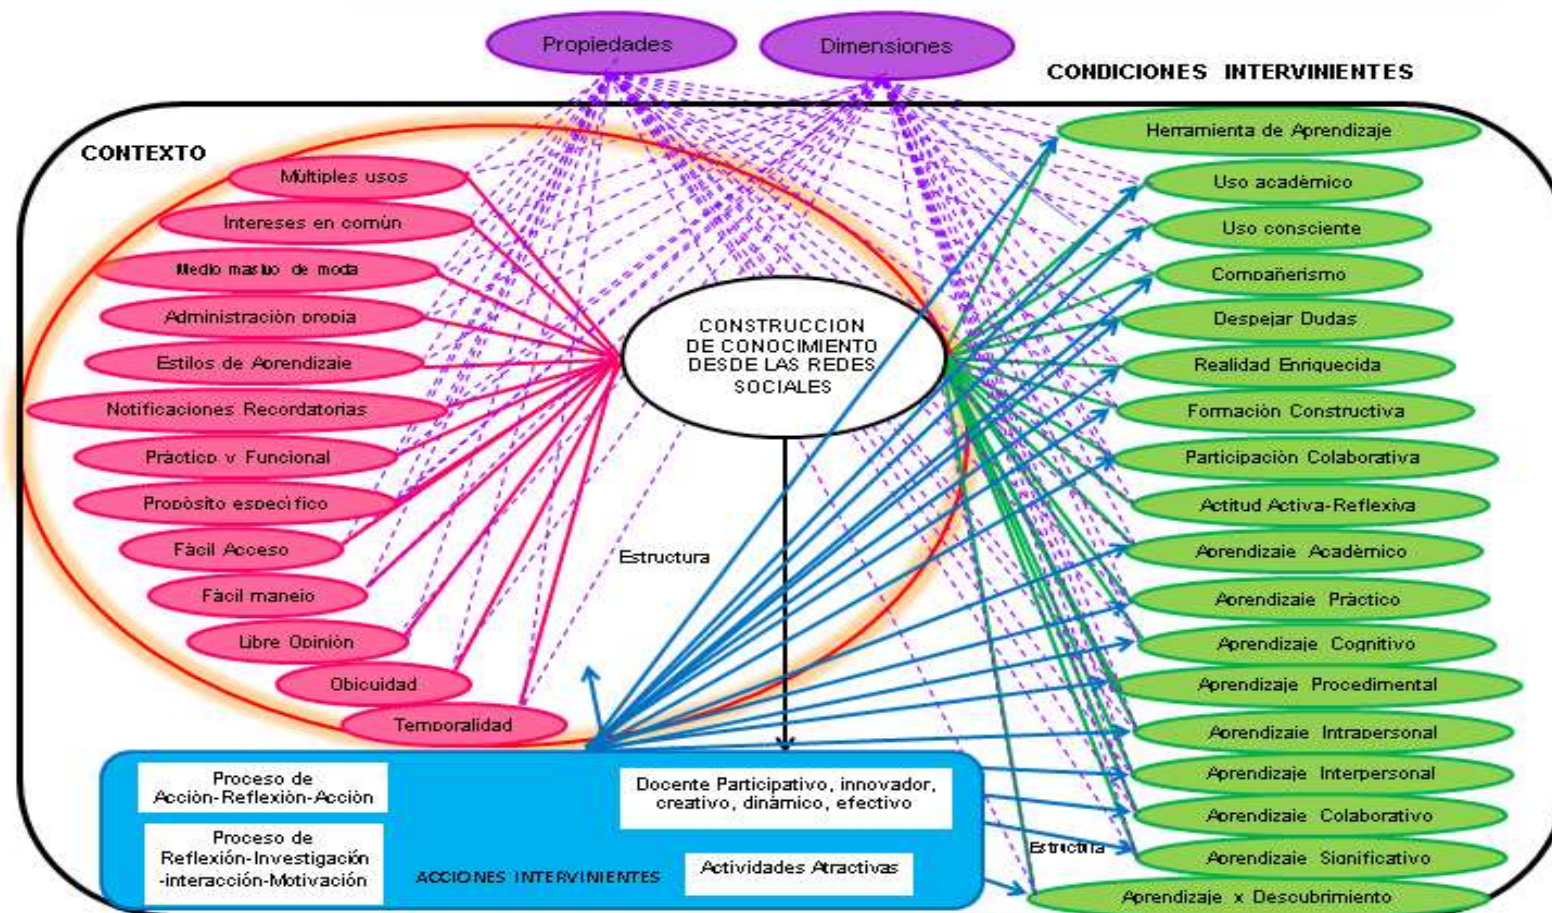 Propiedades
Dimensiones
CONDICIONES INTERVINIENTES
CONTEXTO
Múltiples usos
Intereses en común
Medio masivo de moda
Administración propia
Estilos de Aprendizaje
Notificaciones Recordatorias
Práctico y Funcional
Propósito específico
Fácil Acceso
Fácil manejo
Libre Opinión
Obicuidad
Temporalidad
CONSTRUCCION
DE CONOCIMIENTO
DESDE LAS REDES
SOCIALES
Estructura
Herramienta de Aprendizaje
Uso académico
Uso consciente
Compañerismo
Despejar Dudas
Realidad Enriquecida
Formación Constructiva
Participación Colaborativa
Actitud Activa-Reflexiva
Aprendizaje Académico
Aprendizaje Práctico
Aprendizaje Cognitivo
Aprendizaje Procedimental
Aprendizaje Intrapersonal
Aprendizaje Interpersonal
Aprendizaje Colaborativo
Aprendizaje Significativo
Aprendizaje x Descubrimiento
Estructura
Proceso de
Acción-Reflexión-Acción
Proceso de
Reflexión-Investigación
-interacción-Motivación
ACCIONES INTERVINIENTES
Docente Participativo, innovador,
creativo, dinámico, efectivo
Actividades Atractivas